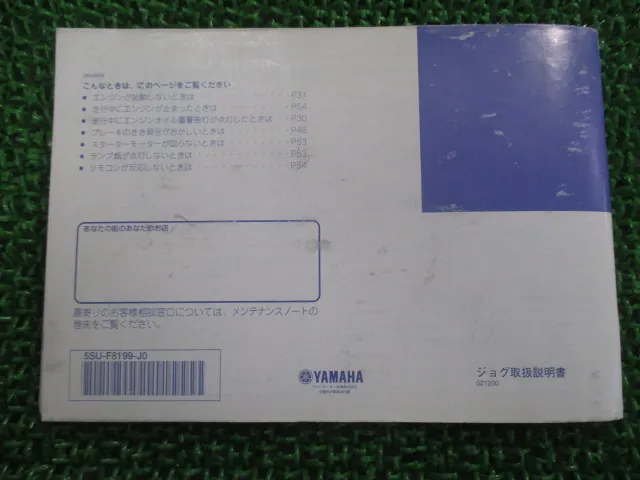 こんなときは、このページをご覧ください
● エンジンが始動しないときは ・・・・・・・・ P31
● 走行中にエンジンが止まったときは ・・・・・・・・ P54
● 走行中にエンジンオイル量警告灯が点灯したときは ・・・ P30
● ブレーキのきき具合がおかしいときは ・・・・・・・・ P48
● スターターモーターが回らないときは ・・・・・・・・ P53
● ランプ類が点灯しないときは ・・・・・・・・ P53
● リモコンが反応しないときは ・・・・・・・・ P54
あなたの街のあなたのお店
最寄りのお客様相談窓口については、メンテナンスノートの
巻末をご覧ください。
5SU-F8199-J0
YAMAHA
ジョグ取扱説明書
021200